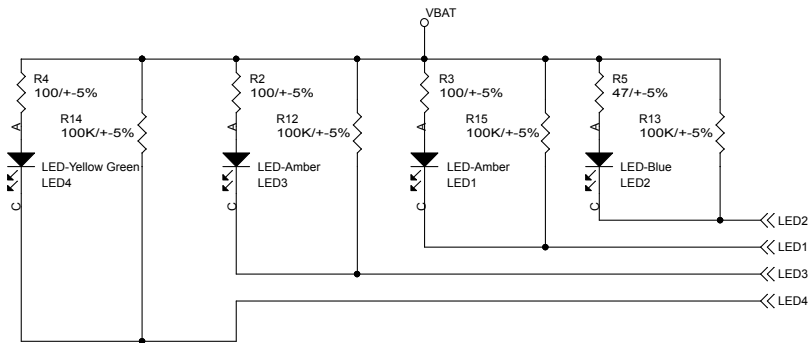 VBAT
R4
100/+-5%
R14
100K/+-5%
A
LED-Yellow Green
LED4
C
R2
100/+-5%
R12
100K/+-5%
A
LED-Amber
LED3
C
R3
100/+-5%
R15
100K/+-5%
A
LED-Amber
LED1
C
R5
47/+-5%
R13
100K/+-5%
A
LED-Blue
LED2
C
LED2
LED1
LED3
LED4